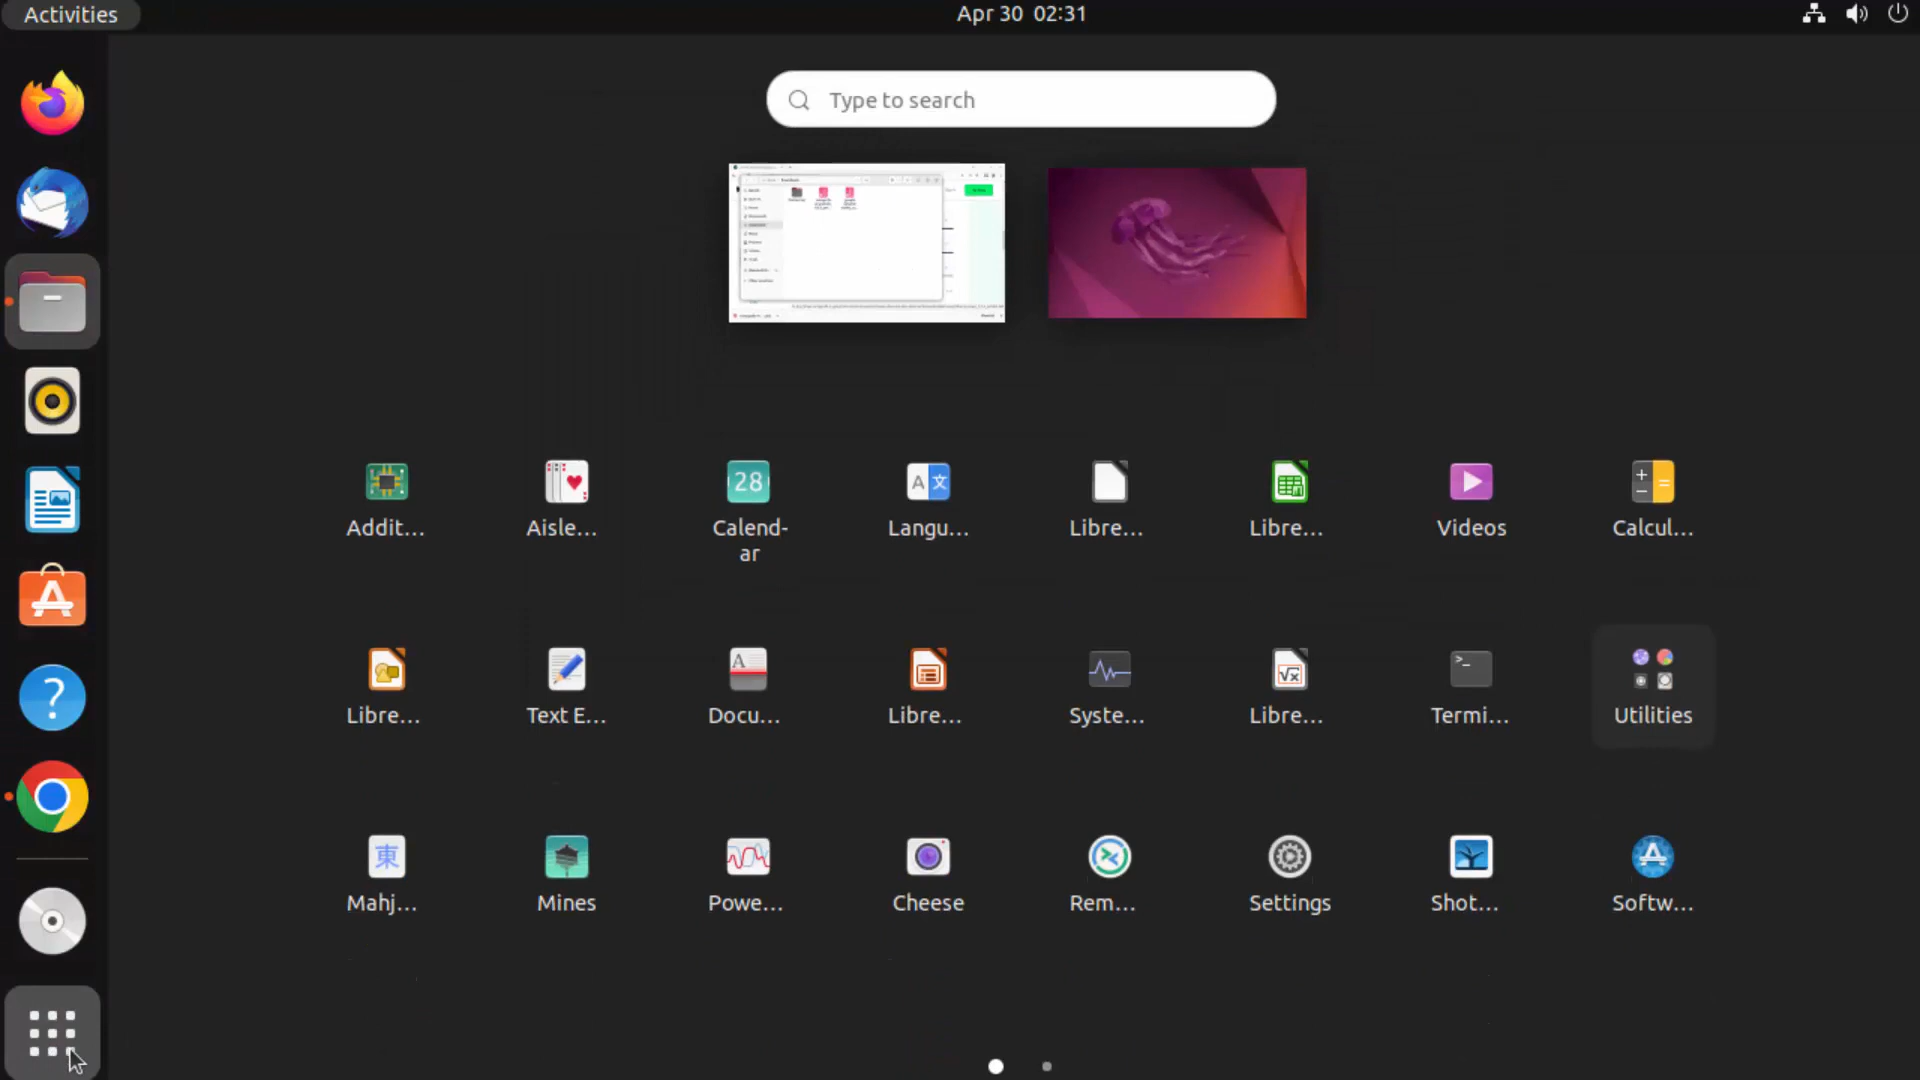 Activities
Apr 30 02:31
Type to search
28
Addit...
Aisle...
Calend-
ar
Langu...
Libre...
Libre...
Videos
Calcul...
Libre...
Text E...
Docu...
Libre...
Syste...
Libre...
Termi...
Utilities
Mahj...
Mines
Powe...
Cheese
Rem...
Settings
Shot...
Softw...